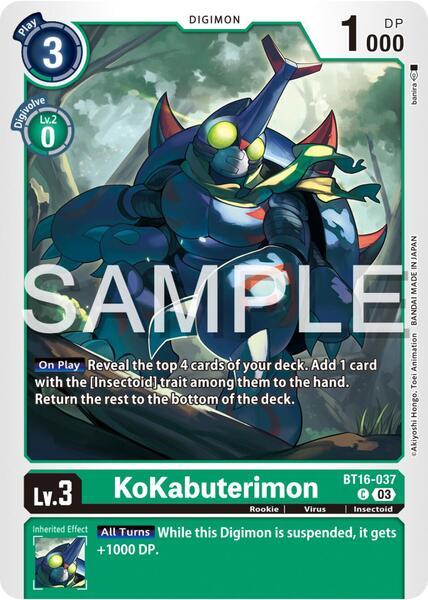 DIGIMON
Play
3
DP
1000
Digivolve
Lv.2
0
banira
SAMPLE
©Akiyoshi Hongo, Toei Animation BANDAI MADE IN JAPAN
On Play Reveal the top 4 cards of your deck. Add 1 card
with the [Insectoid] trait among them to the hand.
Return the rest to the bottom of the deck.
BT16-037
Lv.3
KoKabuterimon
C 03
Rookie | Virus | Insectoid
Inherited Effect
All Turns While this Digimon is suspended, it gets
+1000 DP.